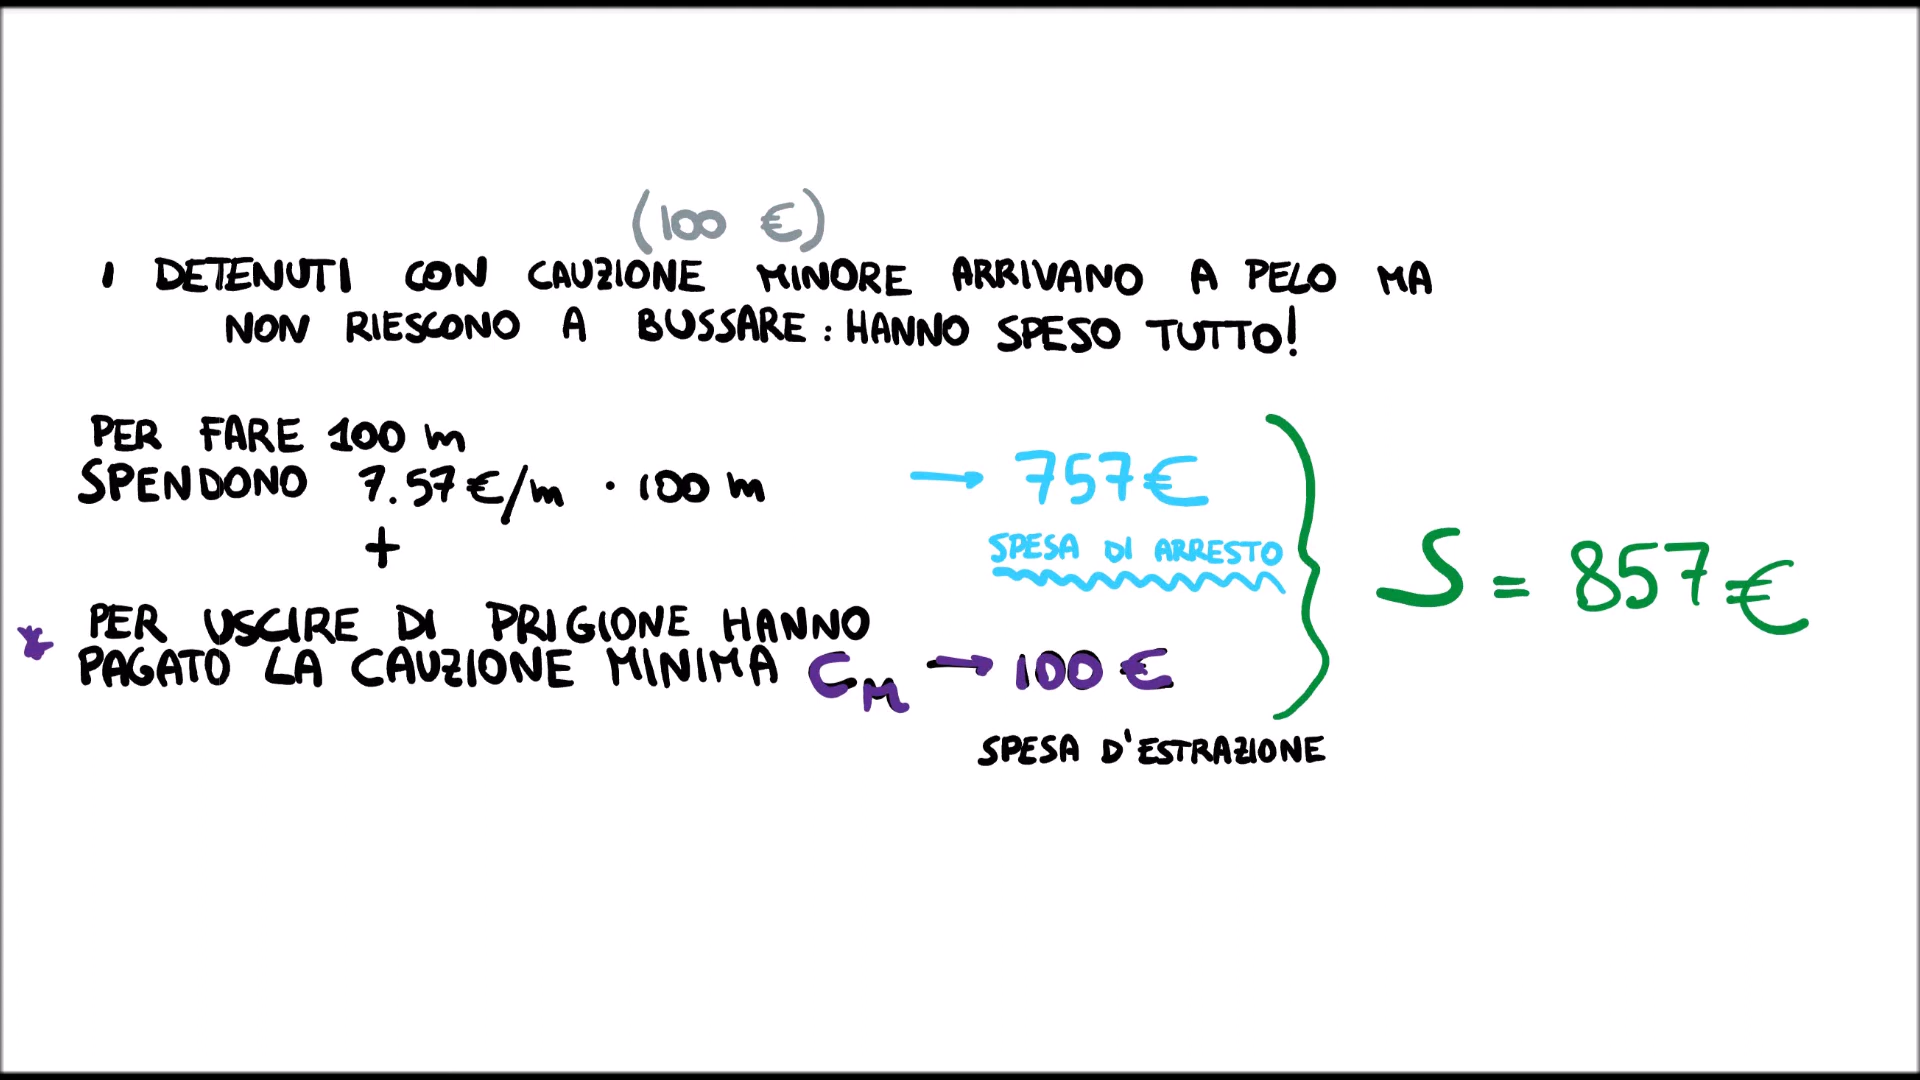 (100 €)
I DETENUTI CON CAUZIONE MINORE ARRIVANO A PELO MA
NON RIESCONO A BUSSARE: HANNO SPESO TUTTO!
PER FARE 100 m
SPENDONO 7.57€/m · 100 m → 757€
+
SPESA DI ARRESTO
S = 857€
* PER USCIRE DI PRIGIONE HANNO
PAGATO LA CAUZIONE MINIMA CM → 100 €
SPESA D'ESTRAZIONE